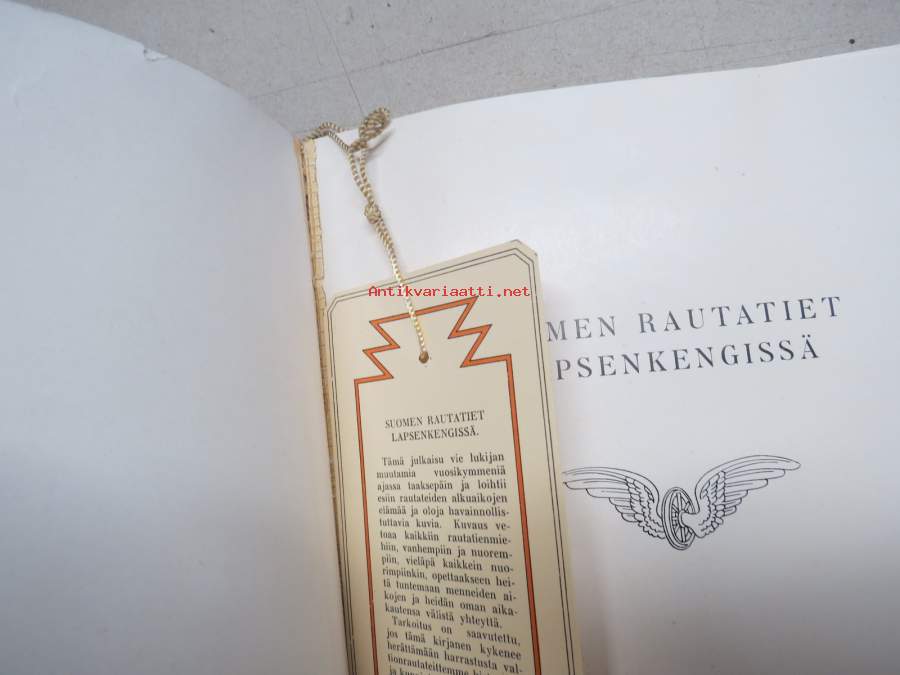 Antikvariaatti.net
MEN RAUTATIET
PSENKENGISSÄ
SUOMEN RAUTATIET
LAPSENKENGISSÄ.
Tämä julkaisu vie lukijan
muutamia vuosikymmeniä
ajassa taaksepäin ja loihtii
esiin rautateiden alkuaikojen
elämää ja oloja havainnollis-
tuttavia kuvia. Kuvaus ve-
toaa kaikkiin rautatienmie-
hiin, vanhempiin ja nuorem-
piin, vieläpä kaikkein nuo-
rimpiinkin, opettaakseen hei-
tä tuntemaan menneiden ai-
kojen ja heidän oman aika-
kautensa välistä yhteyttä.
Tarkoitus on saavutettu,
jos tämä kirjanen kykenee
herättämään harrastusta val-
tionrautateittemme
ja